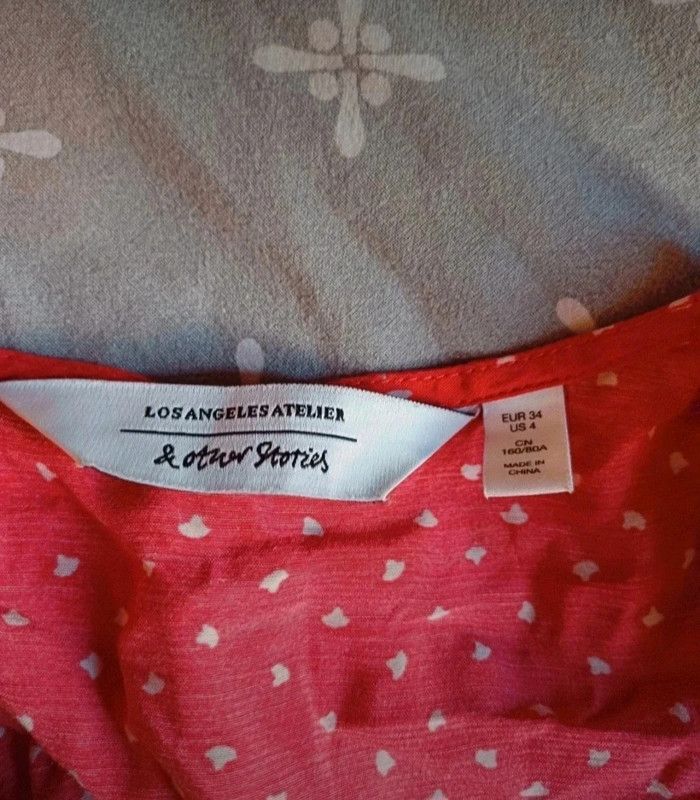 LOS ANGELES ATELIER
& other Stories
EUR 34
US 4
CN
160/80A
MADE IN
CHINA